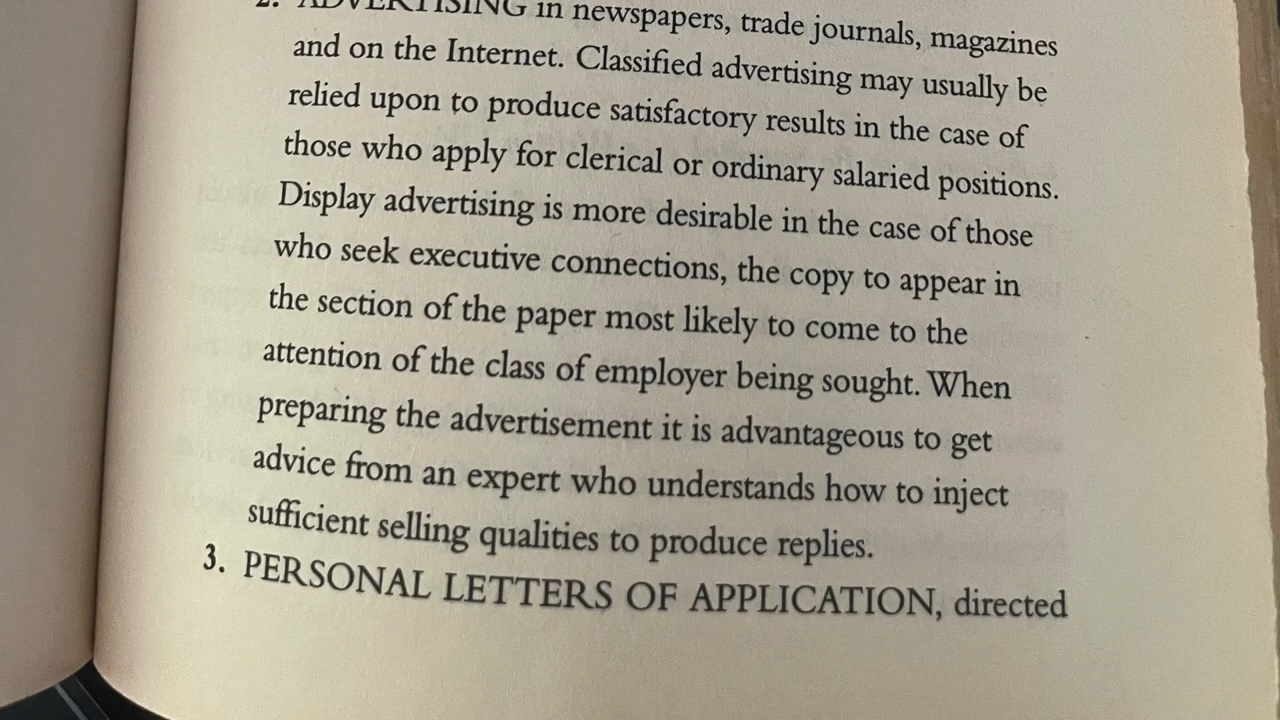 2. ADVERTISING in newspapers, trade journals, magazines
and on the Internet. Classified advertising may usually be
relied upon to produce satisfactory results in the case of
those who apply for clerical or ordinary salaried positions.
Display advertising is more desirable in the case of those
who seek executive connections, the copy to appear in
the section of the paper most likely to come to the
attention of the class of employer being sought. When
preparing the advertisement it is advantageous to get
advice from an expert who understands how to inject
sufficient selling qualities to produce replies.
3. PERSONAL LETTERS OF APPLICATION, directed